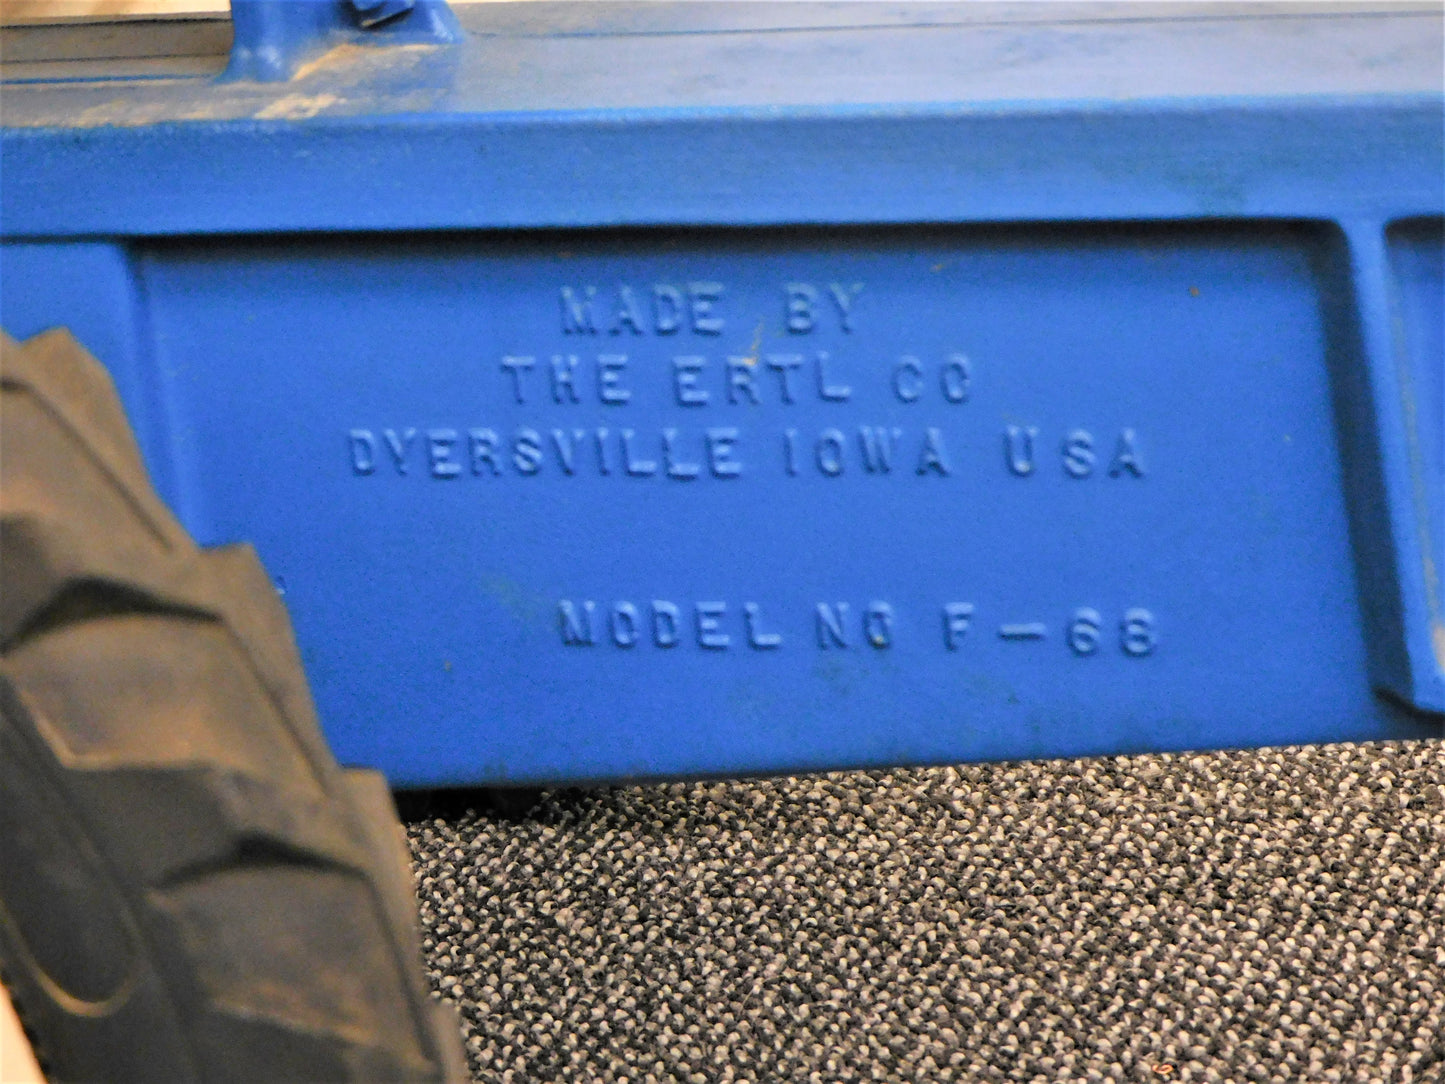 MADE BY
THE ERTL CO
DYERSVILLE IOWA USA
MODEL NO F-68